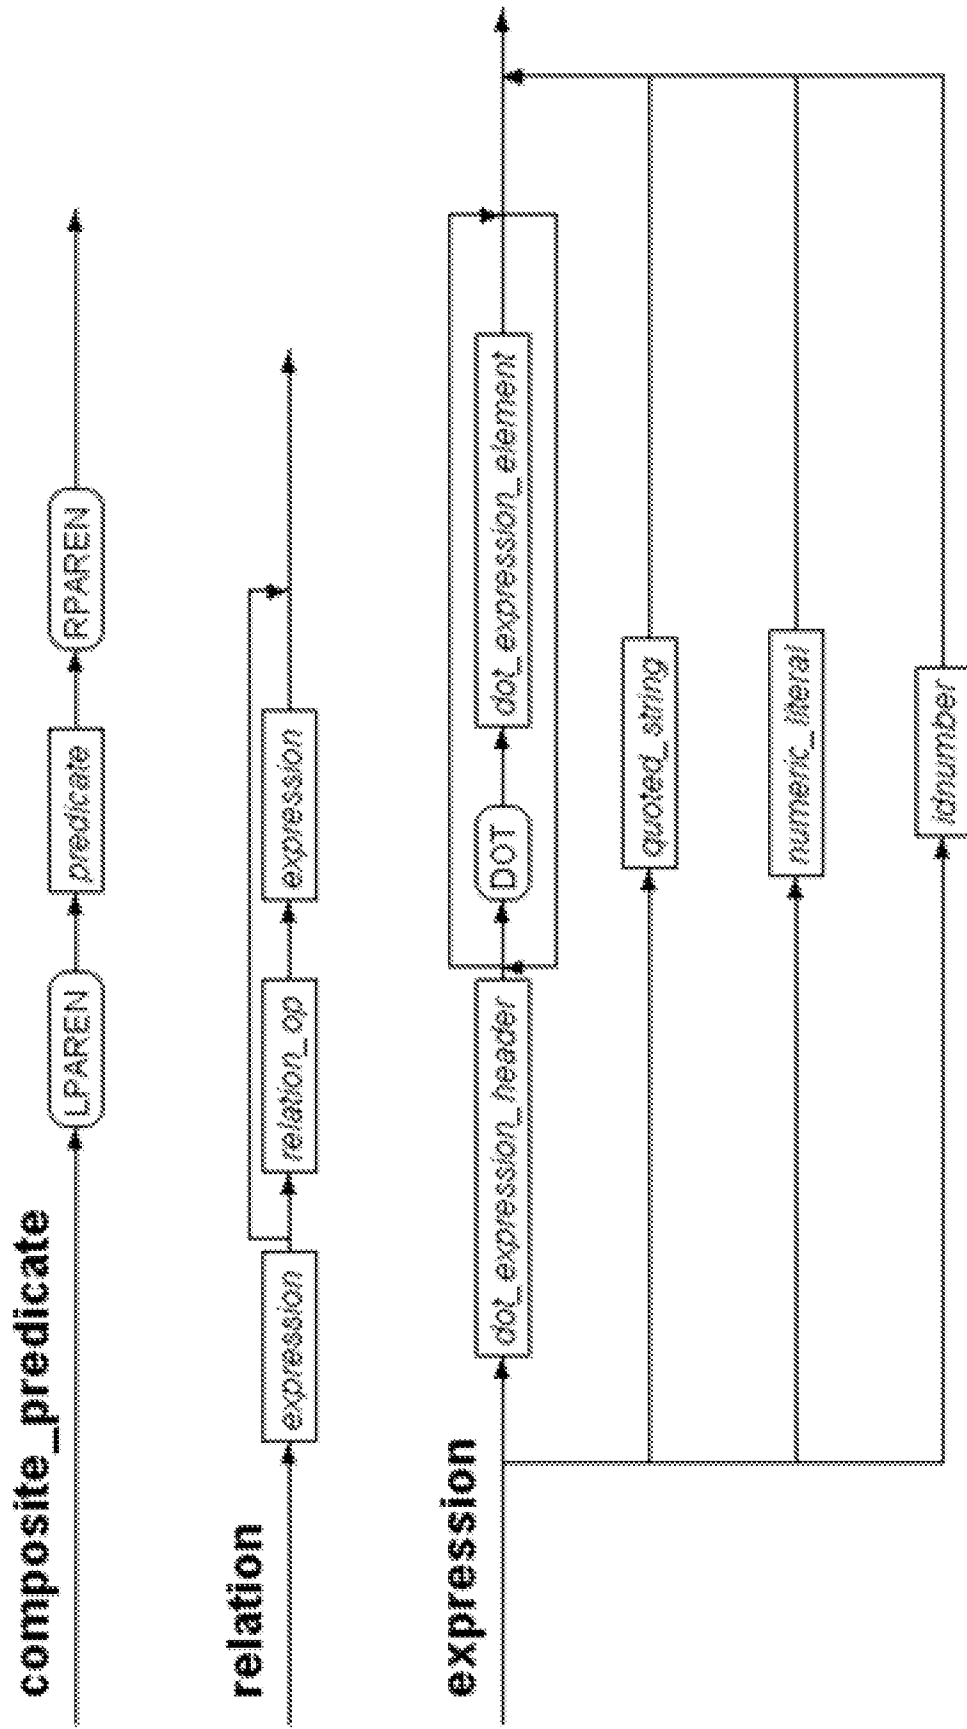 composite_predicate
LPAREN
predicate
RPAREN
relation
expression
relation_op
expression
expression
dot_expression_header
DOT
dot_expression_element
quoted_string
numeric_literal
idnumber